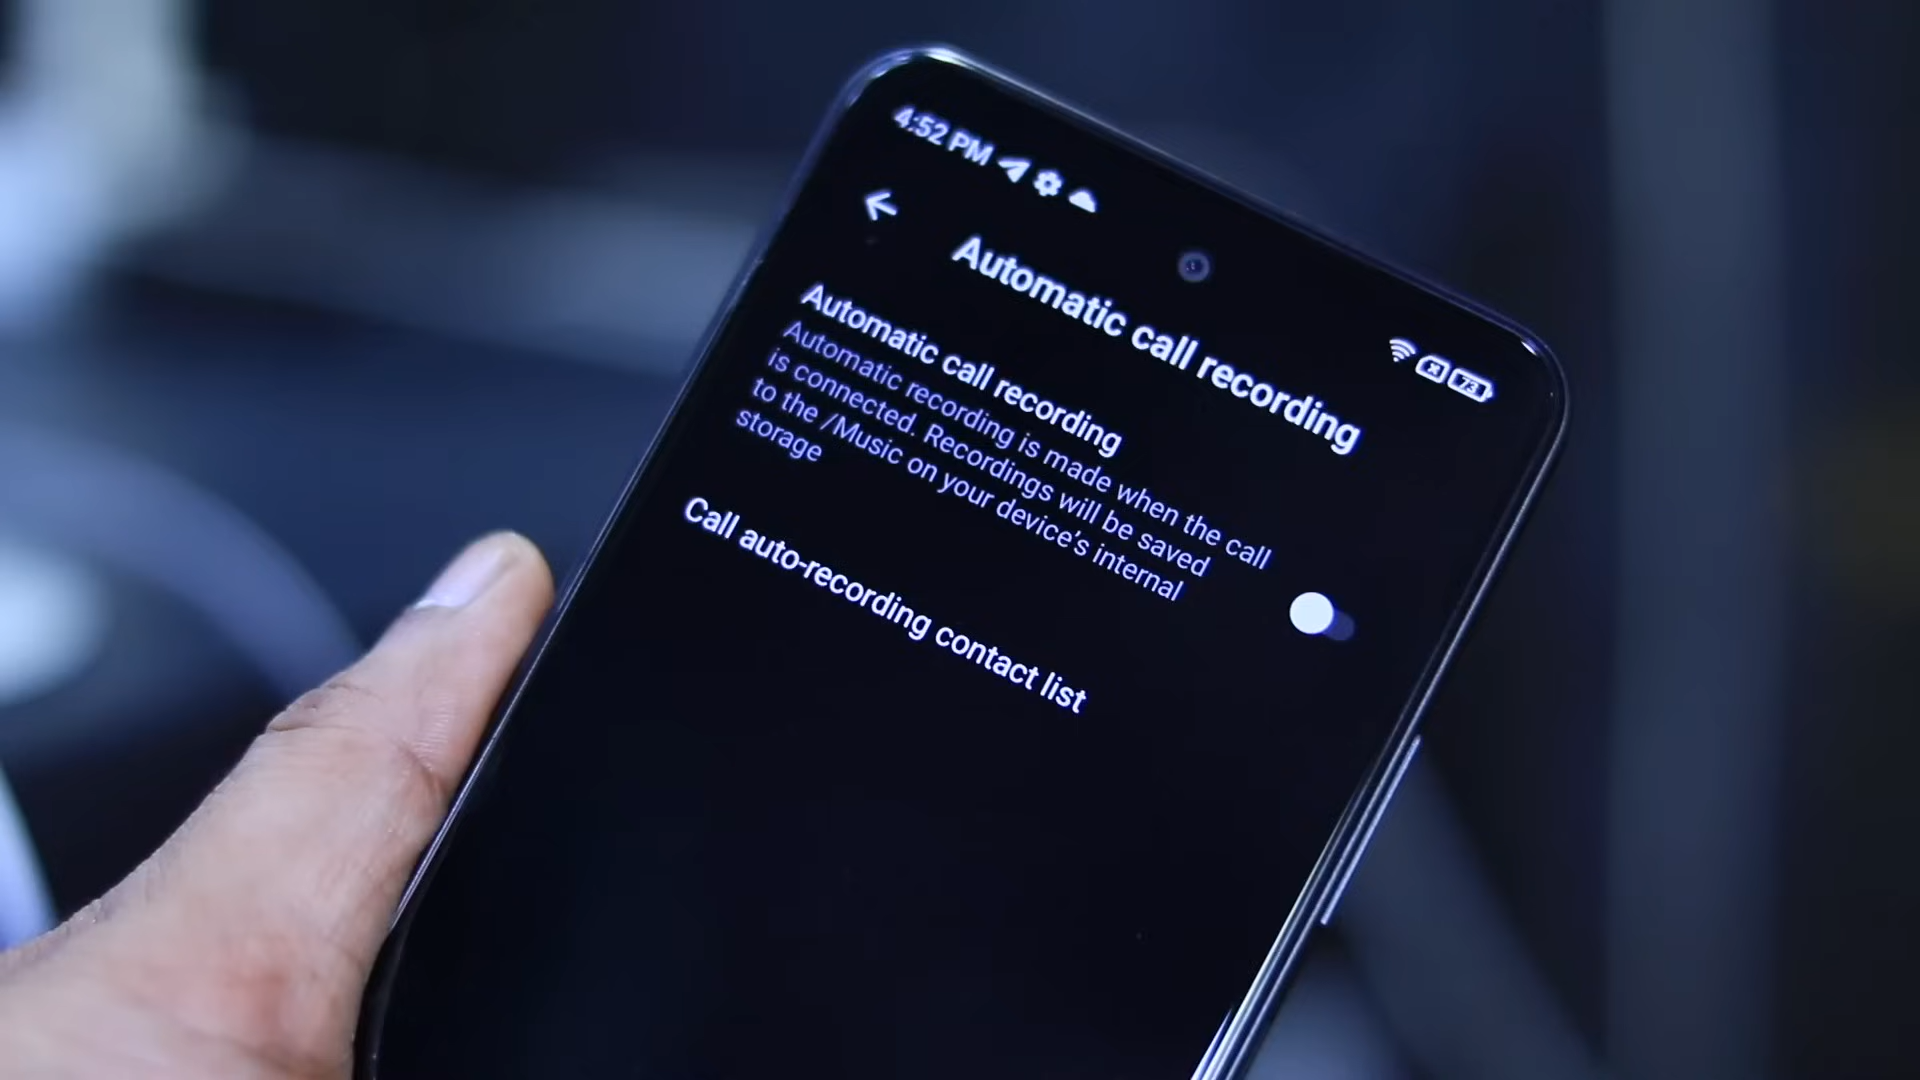 4:52 PM
73
Automatic call recording
Automatic call recording
Automatic recording is made when the call
is connected. Recordings will be saved
to the /Music on your device's internal
storage
Call auto-recording contact list